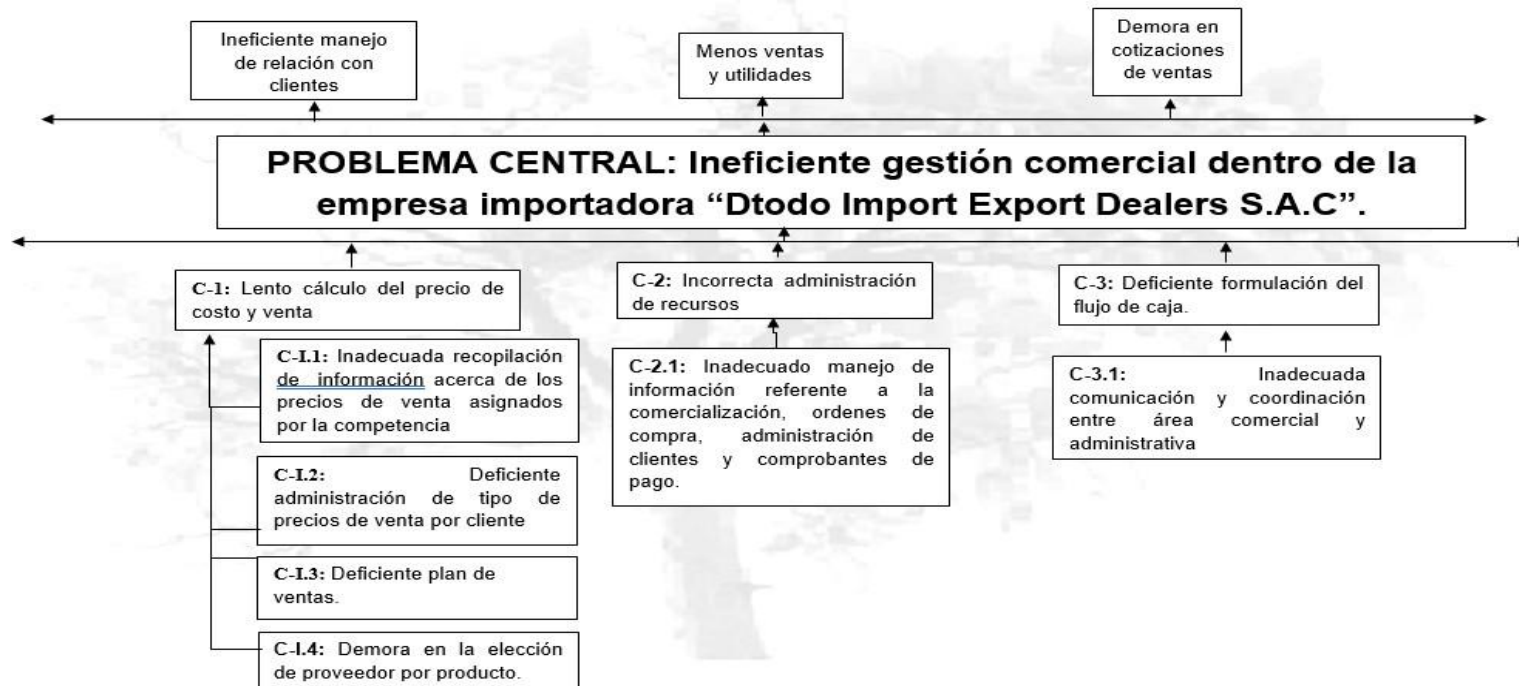 Ineficiente manejo
de relación con
clientes
Menos ventas
y utilidades
Demora en
cotizaciones
de ventas
PROBLEMA CENTRAL: Ineficiente gestión comercial dentro de la
empresa importadora “Dtodo Import Export Dealers S.A.C”.
C-1: Lento cálculo del precio de
costo y venta
C-I.1: Inadecuada recopilación
de información acerca de los
precios de venta asignados
por la competencia
C-I.2: Deficiente
administración de tipo de
precios de venta por cliente
C-I.3: Deficiente plan de
ventas.
C-I.4: Demora en la elección
de proveedor por producto.
C-2: Incorrecta administración
de recursos
C-2.1: Inadecuado manejo de
información referente a la
comercialización, ordenes de
compra, administración de
clientes y comprobantes de
pago.
C-3: Deficiente formulación del
flujo de caja.
C-3.1: Inadecuada
comunicación y coordinación
entre área comercial y
administrativa